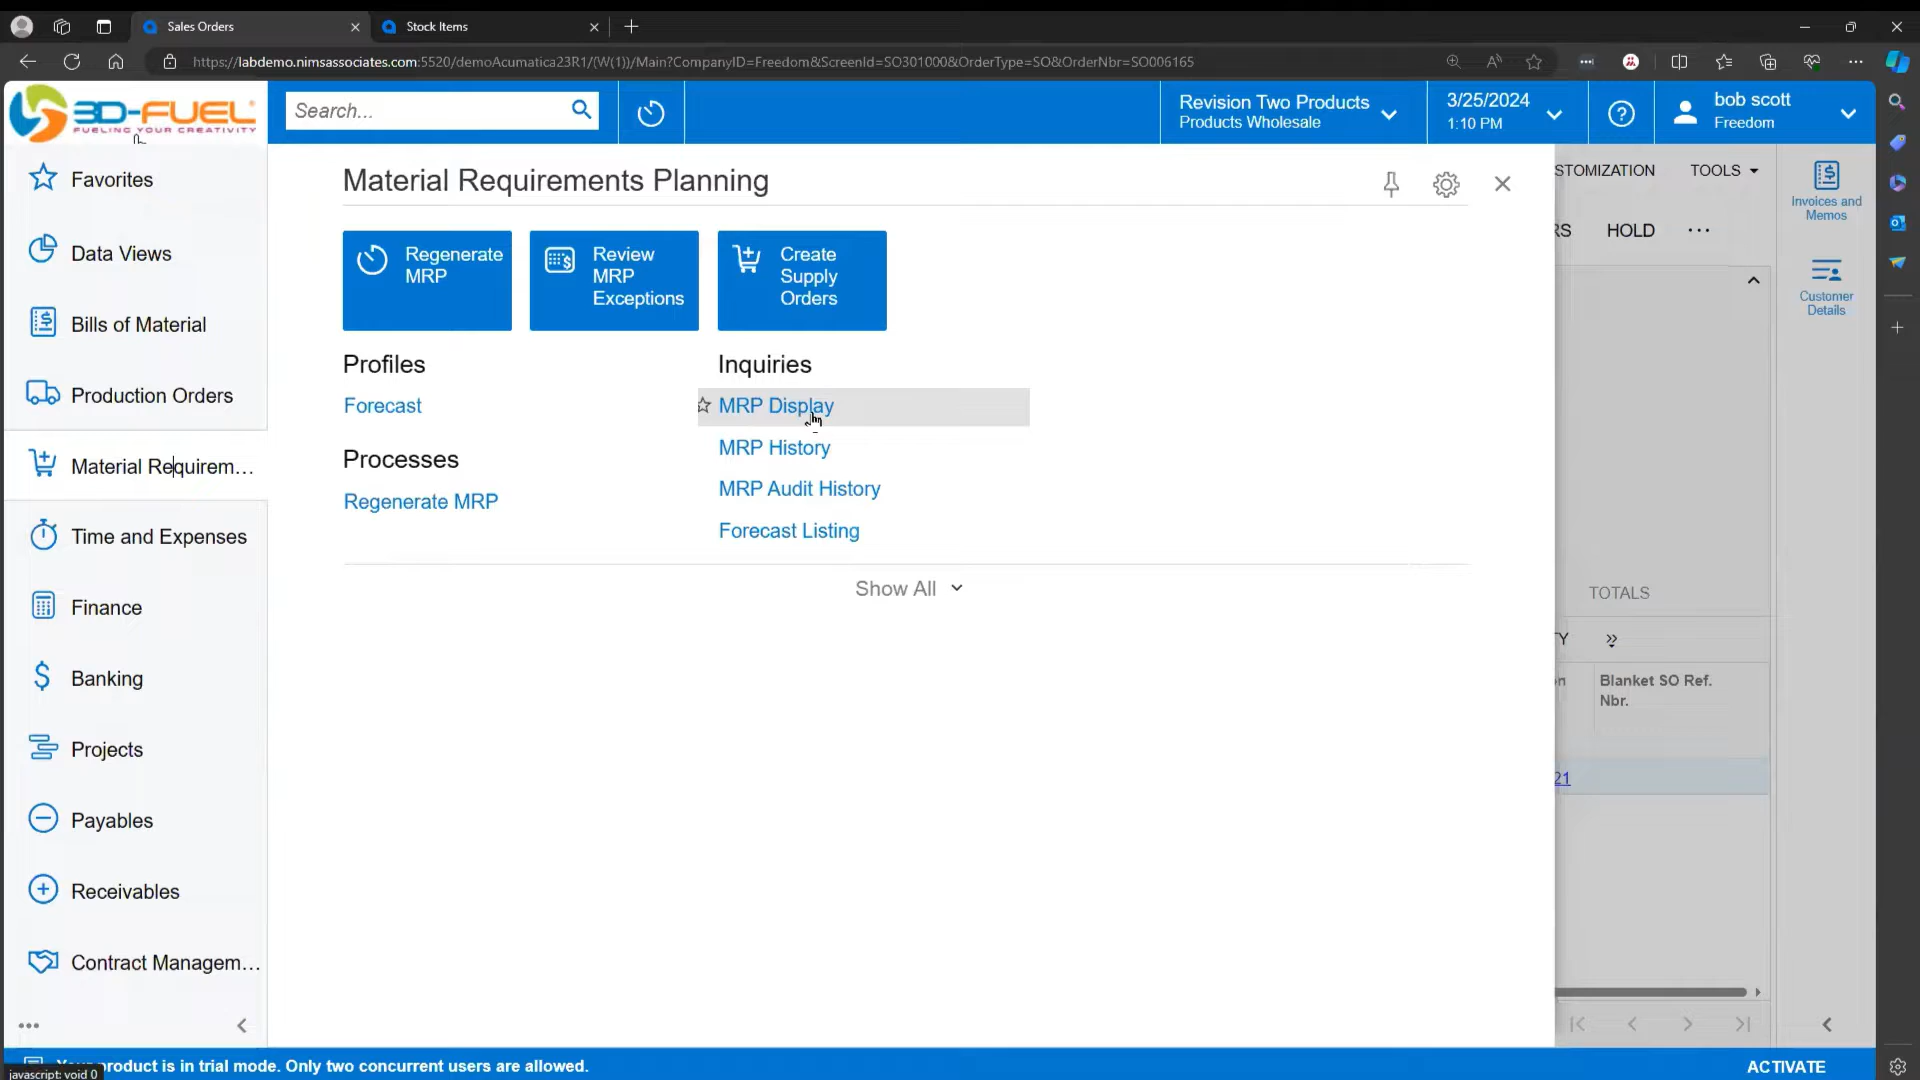 Sales Orders
Stock Items
https://labdemo.nimsassociates.com:5520/demoAcumatica23R1/(W(1))/Main?CompanyID=Freedom&ScreenId=SO301000&OrderType=SO&OrderNbr=SO006165
3D-FUEL
FUELING YOUR CREATIVITY
Search...
Revision Two Products
Products Wholesale
3/25/2024
1:10 PM
bob scott
Freedom
Favorites
Data Views
Bills of Material
Production Orders
Material Requirem...
Time and Expenses
Finance
Banking
Projects
Payables
Receivables
Contract Managem...
Material Requirements Planning
Regenerate
MRP
Review
MRP
Exceptions
Create
Supply
Orders
Profiles
Forecast
Processes
Regenerate MRP
Inquiries
MRP Display
MRP History
MRP Audit History
Forecast Listing
Show All
STOMIZATION
TOOLS
RS
HOLD
TOTALS
TY
on
Blanket SO Ref.
Nbr.
21
Invoices and
Memos
Customer
Details
product is in trial mode. Only two concurrent users are allowed.
ACTIVATE
javascript: void 0